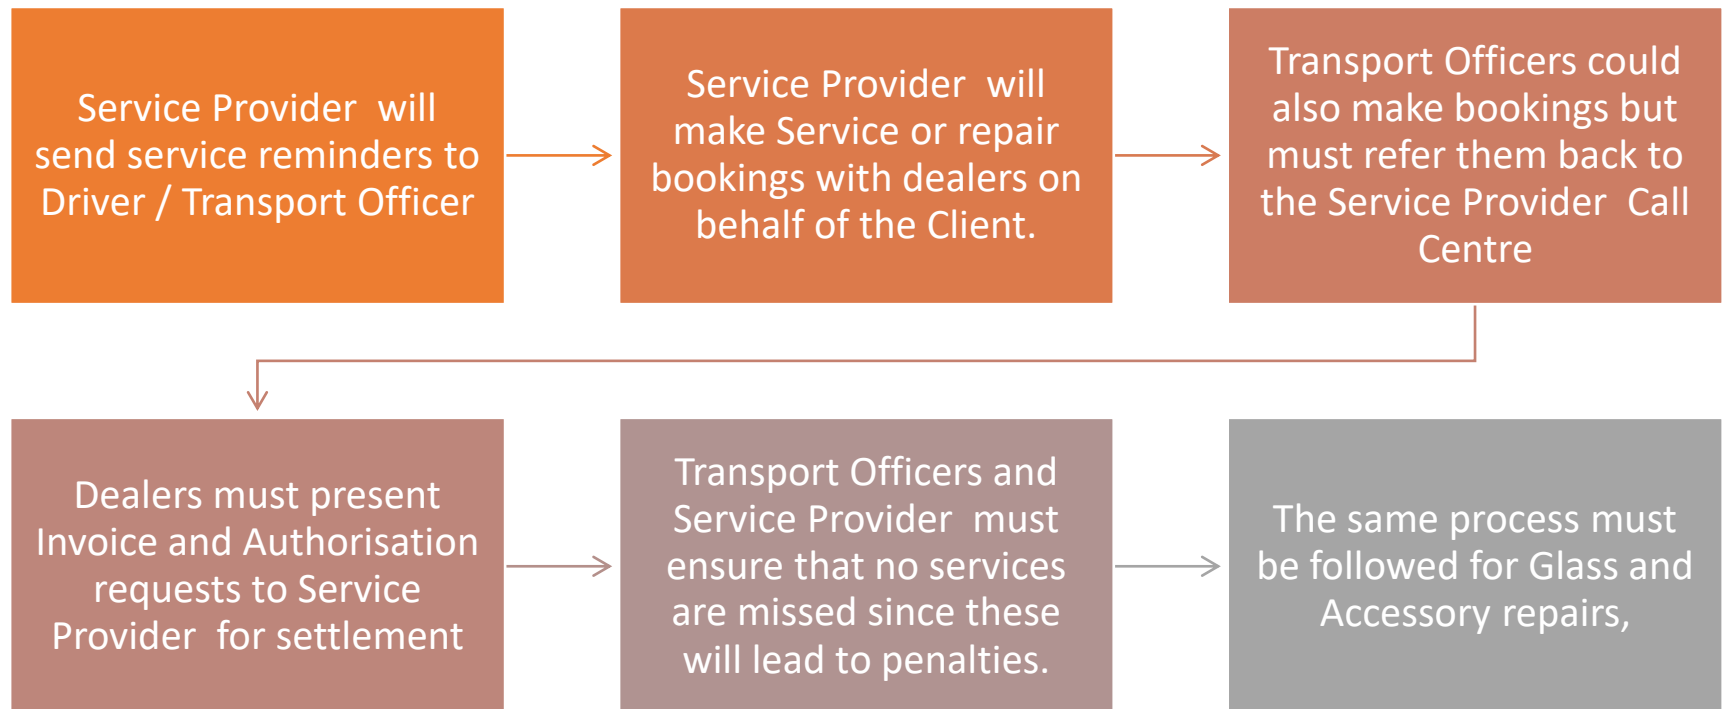 Service Provider  will
send service reminders to
Driver / Transport Officer
Service Provider  will
make Service or repair
bookings with dealers on
behalf of the Client.
Transport Officers could
also make bookings but
must refer them back to
the Service Provider  Call
Centre
Dealers must present
Invoice and Authorisation
requests to Service
Provider  for settlement
Transport Officers and
Service Provider  must
ensure that no services
are missed since these
will lead to penalties.
The same process must
be followed for Glass and
Accessory repairs,